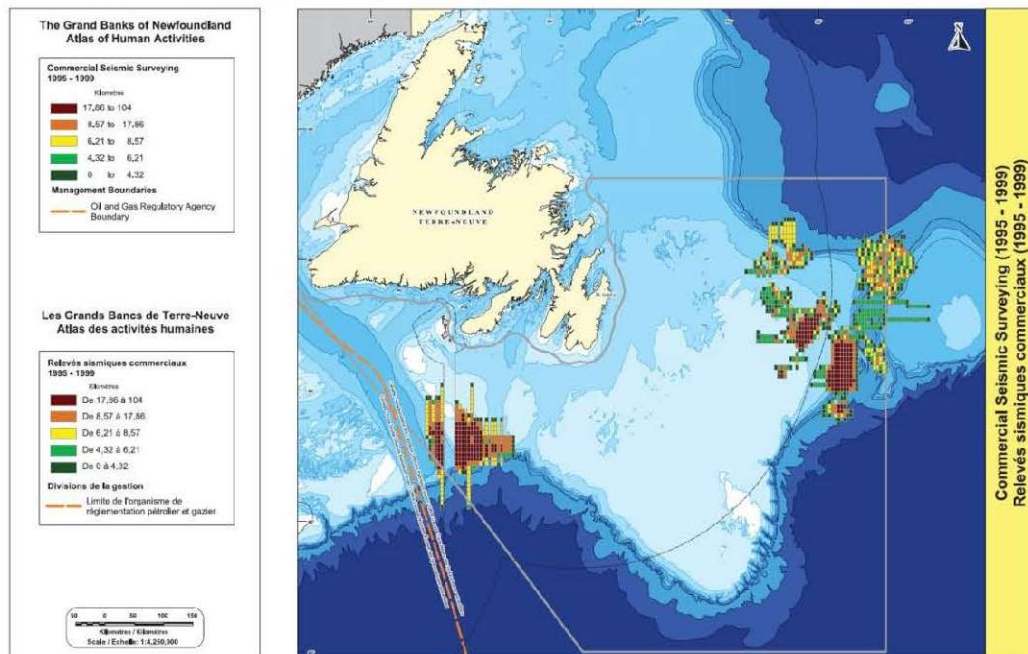 The Grand Banks of Newfoundland
Atlas of Human Activities
Commercial Seismic Surveying
1995 - 1999
Kilometres
17,86 to 104
8,57 to 17,86
6,21 to 8,57
4,32 to 6,21
0 to 4,32
Management Boundaries
Oil and Gas Regulatory Agency
Boundary
Les Grands Bancs de Terre-Neuve
Atlas des activités humaines
Relevés sismiques commerciaux
1995 - 1999
Kilomètres
De 17,86 à 104
De 8,57 à 17,86
De 6,21 à 8,57
De 4,32 à 6,21
De 0 à 4,32
Divisions de la gestion
Limite de l'organisme de
réglementation pétrolier et gazier
50 0 50 100 150
Kilometres / Kilomètres
Scale / Échelle: 1:4,250,000
NEWFOUNDLAND
TERRE-NEUVE
Commercial Seismic Surveying (1995 - 1999)
Relevés sismiques commerciaux (1995 - 1999)